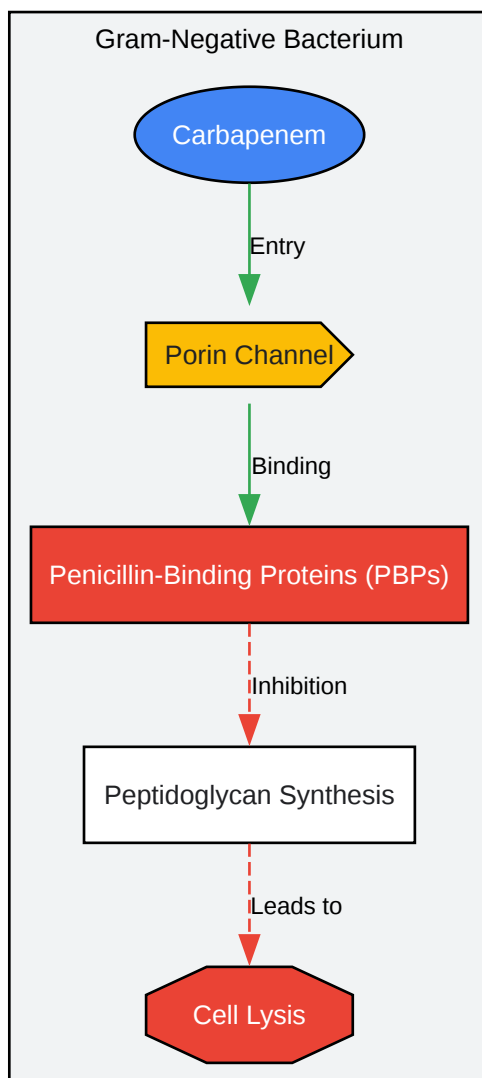 Gram-Negative Bacterium
Carbapenem
Entry
Porin Channel
Binding
Penicillin-Binding Proteins (PBPs)
Inhibition
Peptidoglycan Synthesis
Leads to
Cell Lysis